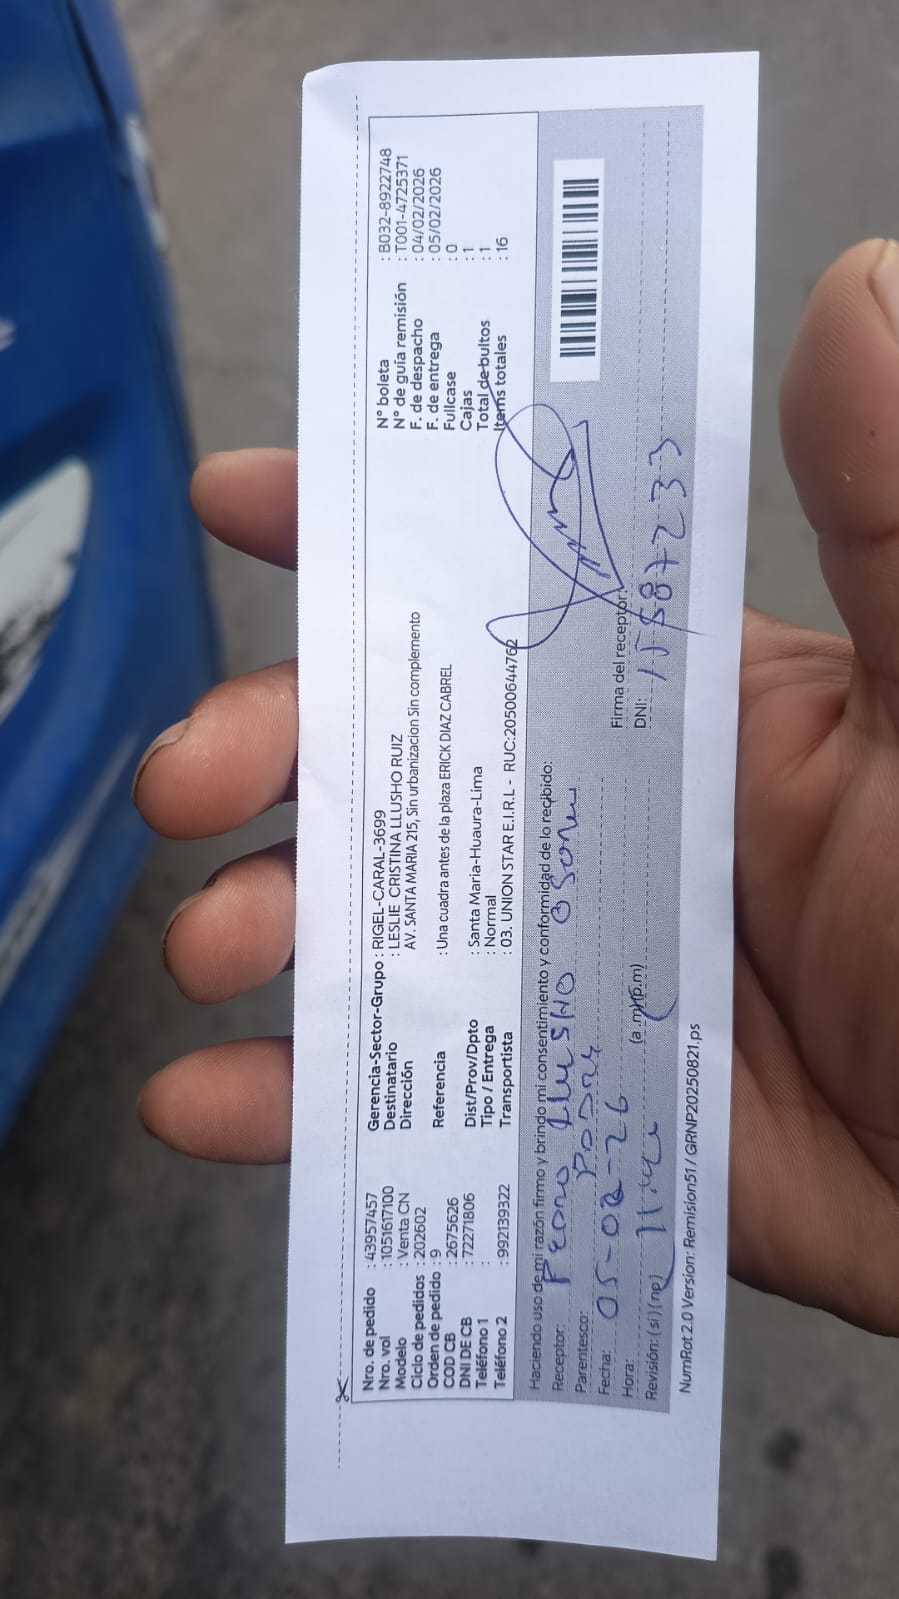 Nro. de pedido : 43957457
Nro. vol : 1051617100
Modelo : Venta CN
Ciclo de pedidos : 202602
Orden de pedido : 9
COD CB : 2675626
DNI DE CB : 72271806
Teléfono 1 :
Teléfono 2 : 992139322
Gerencia-Sector-Grupo : RIGEL-CARAL-3699
Destinatario : LESLIE CRISTINA LLUSHO RUIZ
Dirección AV. SANTA MARIA 215, Sin urbanizacion Sin complemento
Referencia : Una cuadra antes de la plaza ERICK DIAZ CABREL
Dist/Prov/Dpto : Santa Maria-Huaura-Lima
Tipo / Entrega : Normal
Transportista : 03. UNION STAR E.I.R.L - RUC:20500644762
N° boleta : B032-8922748
N° de guía remisión : T001-4725371
F. de despacho : 04/02/2026
F. de entrega : 05/02/2026
Fullcase : 0
Cajas : 1
Total de bultos : 1
Items totales : 16
Haciendo uso de mi razón firmo y brindo mi consentimiento y conformidad de lo recibido:
Receptor: Pedro LLuSHO
Parentesco: PADRE
Fecha: 05-02-26
Hora: (a.m/p.m)
Revisión: (si) (no)
Firma del receptor:
DNI: 15587233
NumRot 2.0 Version: Remision51 / GRNP20250821.ps